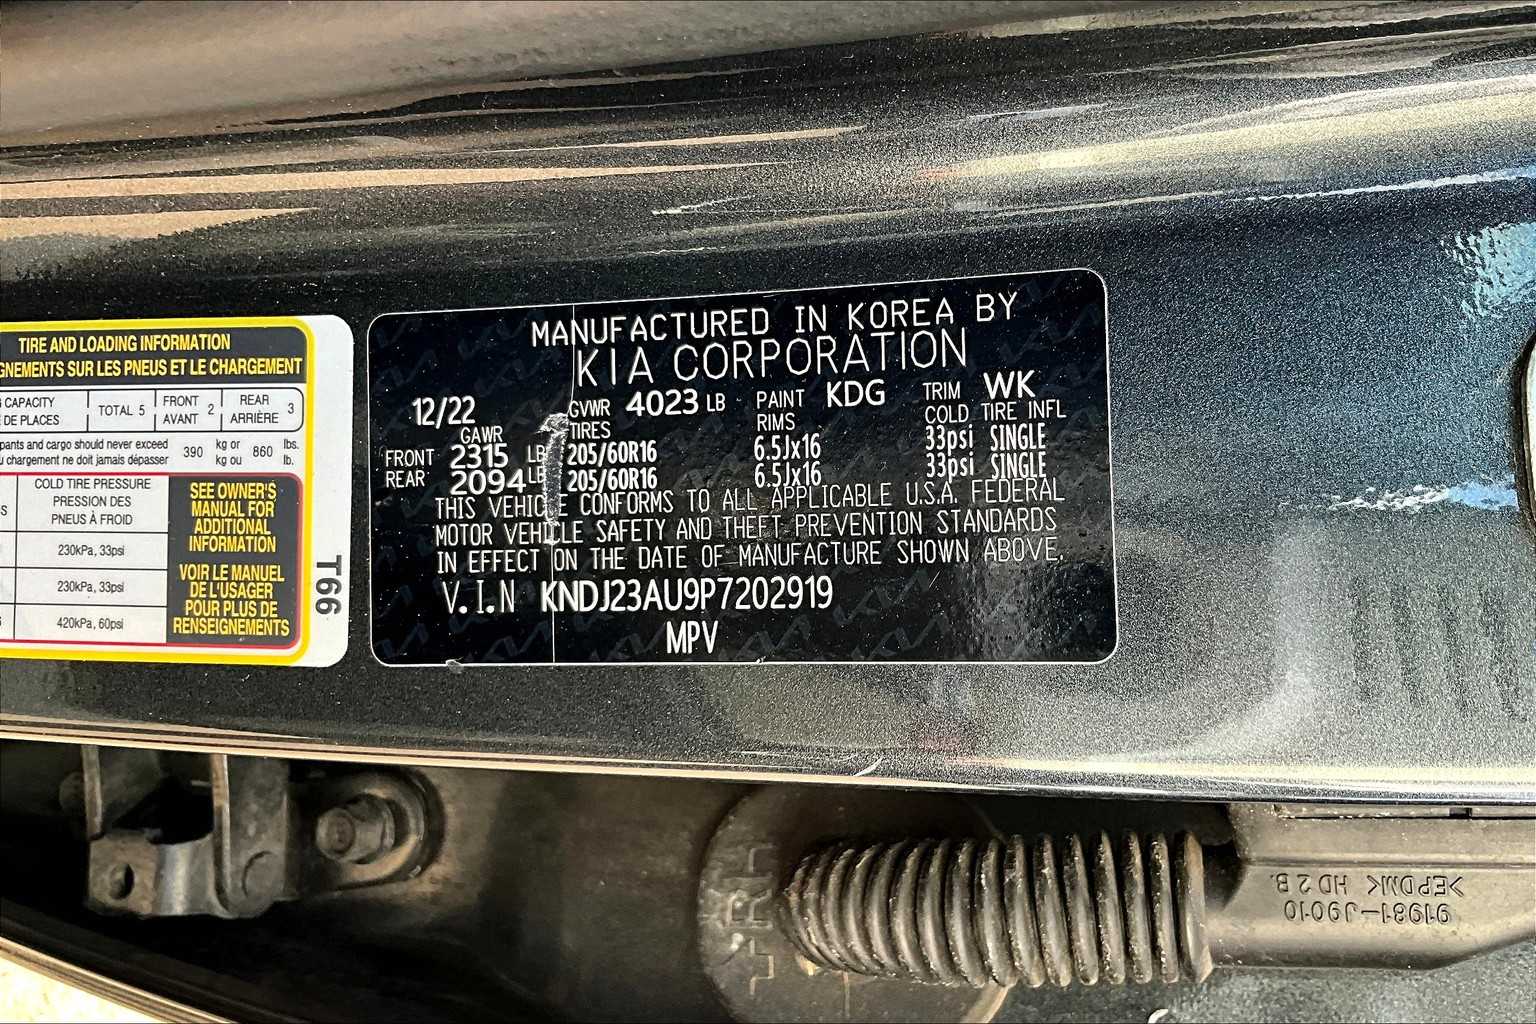 TIRE AND LOADING INFORMATION
SUR LES PNEUS ET LE CHARGEMENT
CAPACITY
DE PLACES
TOTAL 5
FRONT
AVANT 2
REAR
ARRIÈRE 3
and cargo should never exceed
chargement ne doit jamais dépasser
390
kg or
kg ou
860
lbs.
lb.
COLD TIRE PRESSURE
PRESSION DES
PNEUS À FROID
230kPa, 33psi
230kPa, 33psi
420kPa, 60psi
SEE OWNER'S
MANUAL FOR
ADDITIONAL
INFORMATION
VOIR LE MANUEL
DE L'USAGER
POUR PLUS DE
RENSEIGNEMENTS
T66
MANUFACTURED IN KOREA BY
KIA CORPORATION
12/22 GVWR 4023 LB PAINT KDG TRIM WK
GAWR TIRES RIMS COLD TIRE INFL
FRONT 2315 LB 205/60R16 6.5Jx16 33psi SINGLE
REAR 2094 LB 205/60R16 6.5Jx16 33psi SINGLE
THIS VEHICLE CONFORMS TO ALL APPLICABLE U.S.A. FEDERAL
MOTOR VEHICLE SAFETY AND THEFT PREVENTION STANDARDS
IN EFFECT ON THE DATE OF MANUFACTURE SHOWN ABOVE.
V.I.N KNDJ23AU9P7202919
MPV
>EPDM< HD 2 B.
91981-J9010